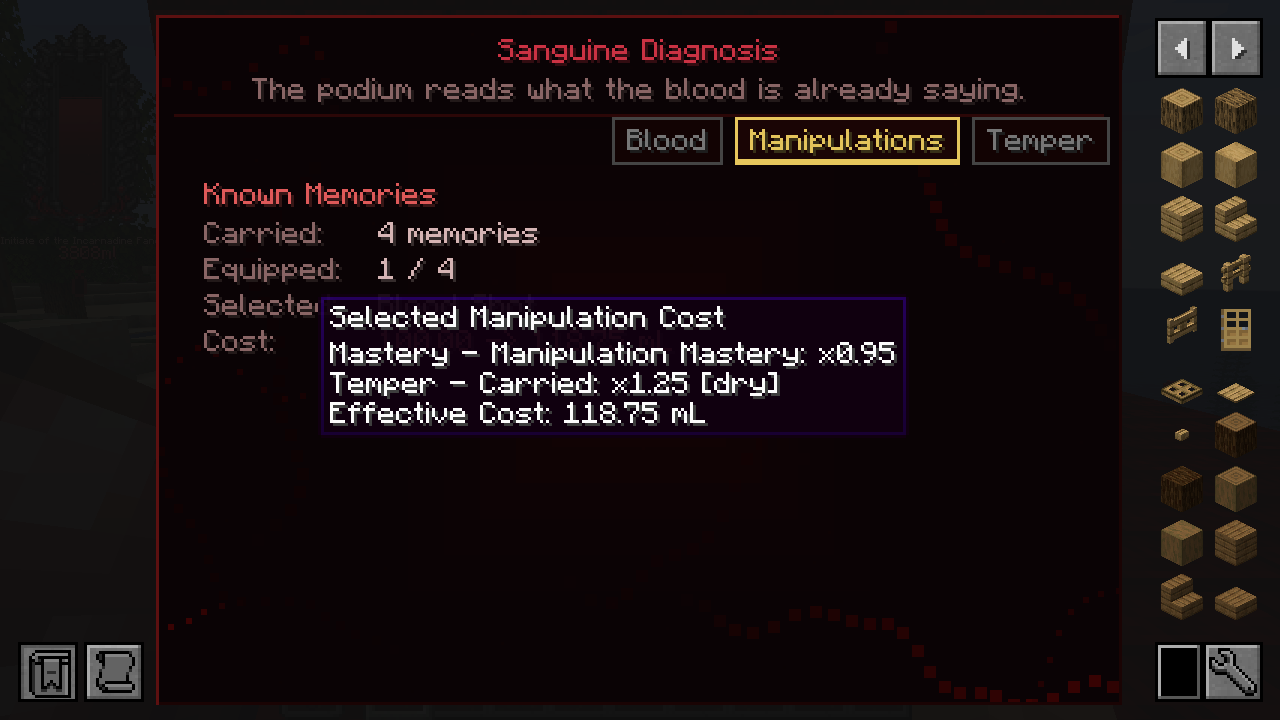 Sanguine Diagnosis
The podium reads what the blood is already saying.
Blood Manipulations Temper
Known Memories
Carried: 4 memories
Equipped: 1 / 4
Selected
Cost:
Selected Manipulation Cost
Mastery - Manipulation Mastery: x0.95
Temper - Carried: x1.25 [dry]
Effective Cost: 118.75 mL